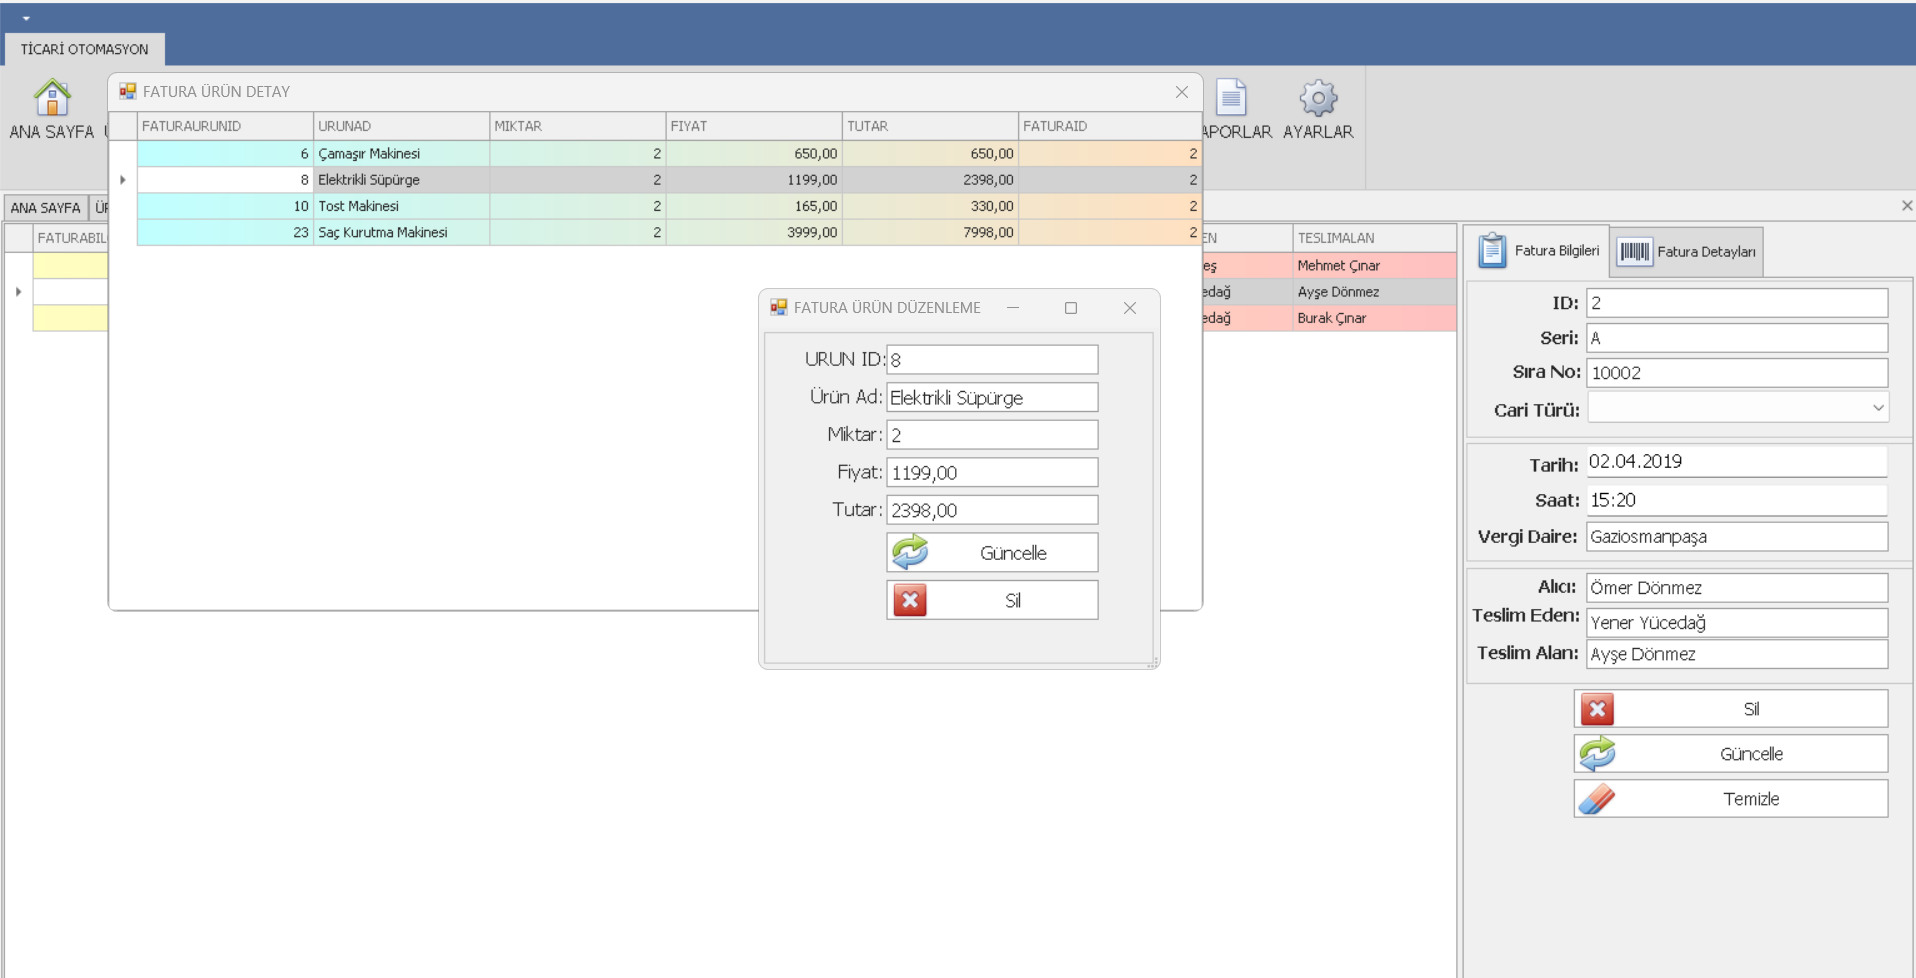 TİCARİ OTOMASYON
ANA SAYFA
APORLAR
AYARLAR
FATURA ÜRÜN DETAY
FATURAURUNID URUNAD MIKTAR FIYAT TUTAR FATURAID
6 Çamaşır Makinesi 2 650,00 650,00 2
8 Elektrikli Süpürge 2 1199,00 2398,00 2
10 Tost Makinesi 2 165,00 330,00 2
23 Saç Kurutma Makinesi 2 3999,00 7998,00 2
ANA SAYFA ÜR
FATURABIL EN TESLIMALAN
eş Mehmet Çınar
edağ Ayşe Dönmez
edağ Burak Çınar
FATURA ÜRÜN DÜZENLEME
URUN ID: 8
Ürün Ad: Elektrikli Süpürge
Miktar: 2
Fiyat: 1199,00
Tutar: 2398,00
Güncelle
Sil
Fatura Bilgileri Fatura Detayları
ID: 2
Seri: A
Sıra No: 10002
Cari Türü:
Tarih: 02.04.2019
Saat: 15:20
Vergi Daire: Gaziosmanpaşa
Alıcı: Ömer Dönmez
Teslim Eden: Yener Yücedağ
Teslim Alan: Ayşe Dönmez
Sil
Güncelle
Temizle